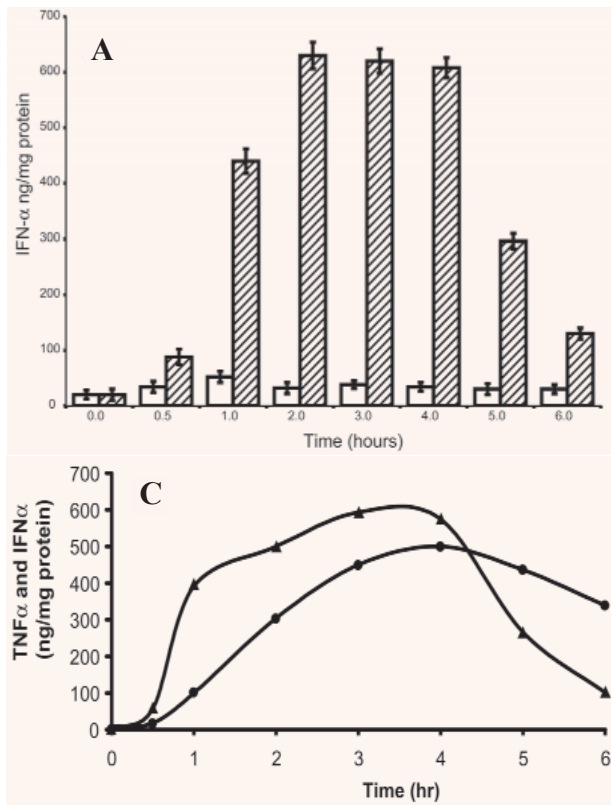 700
A
600
500
400
300
200
100
0
IFN-α ng/mg protein
0.0 0.5 1.0 2.0 3.0 4.0 5.0 6.0
Time (hours)
700
C
600
500
400
300
200
100
0
TNFα and IFNα
(ng/mg protein)
0 1 2 3 4 5 6
Time (hr)